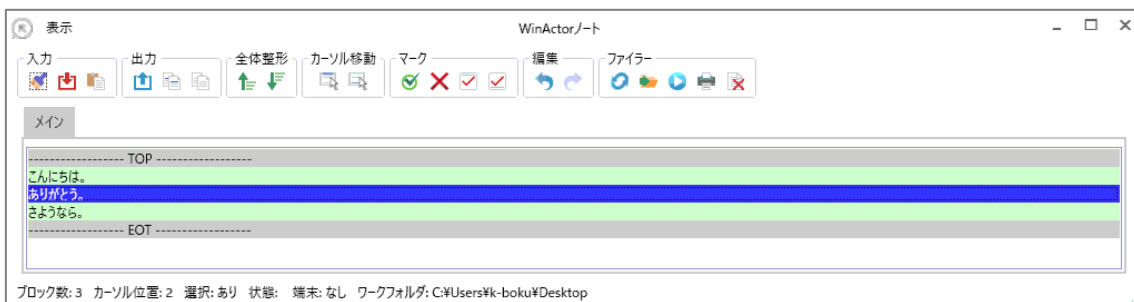 表示 WinActorノート
入力 出力 全体整形 カーソル移動 マーク 編集 ファイラー
メイン
------------------ TOP ------------------
こんにちは。
ありがとう。
さようなら。
------------------ EOT ------------------
ブロック数: 3 カーソル位置: 2 選択: あり 状態: 端末: なし ワークフォルダ: C:¥Users¥k-boku¥Desktop